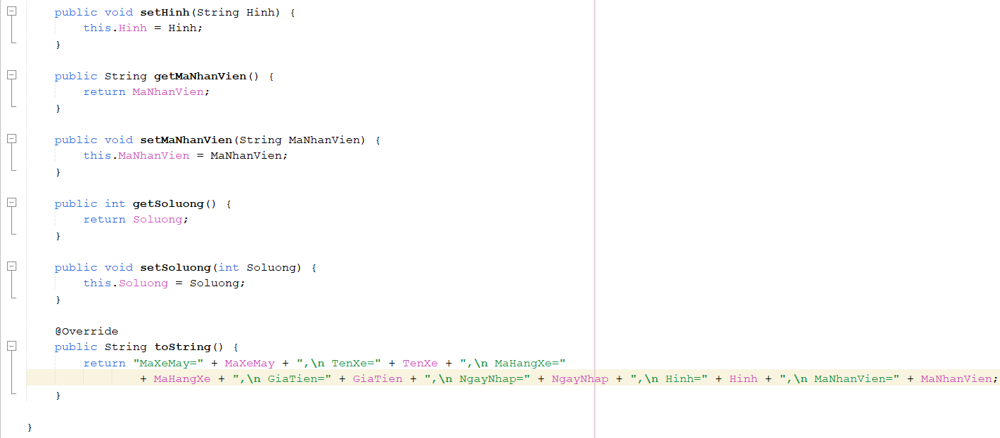 public void setHinh(String Hinh) {
this.Hinh = Hinh;
}
public String getMaNhanVien() {
return MaNhanVien;
}
public void setMaNhanVien(String MaNhanVien) {
this.MaNhanVien = MaNhanVien;
}
public int getSoluong() {
return Soluong;
}
public void setSoluong(int Soluong) {
this.Soluong = Soluong;
}
@Override
public String toString() {
return "MaXeMay=" + MaXeMay + ",\n TenXe=" + TenXe + ",\n MaHangXe="
+ MaHangXe + ",\n GiaTien=" + GiaTien + ",\n NgayNhap=" + NgayNhap + ",\n Hinh=" + Hinh + ",\n MaNhanVien=" + MaNhanVien;
}
}